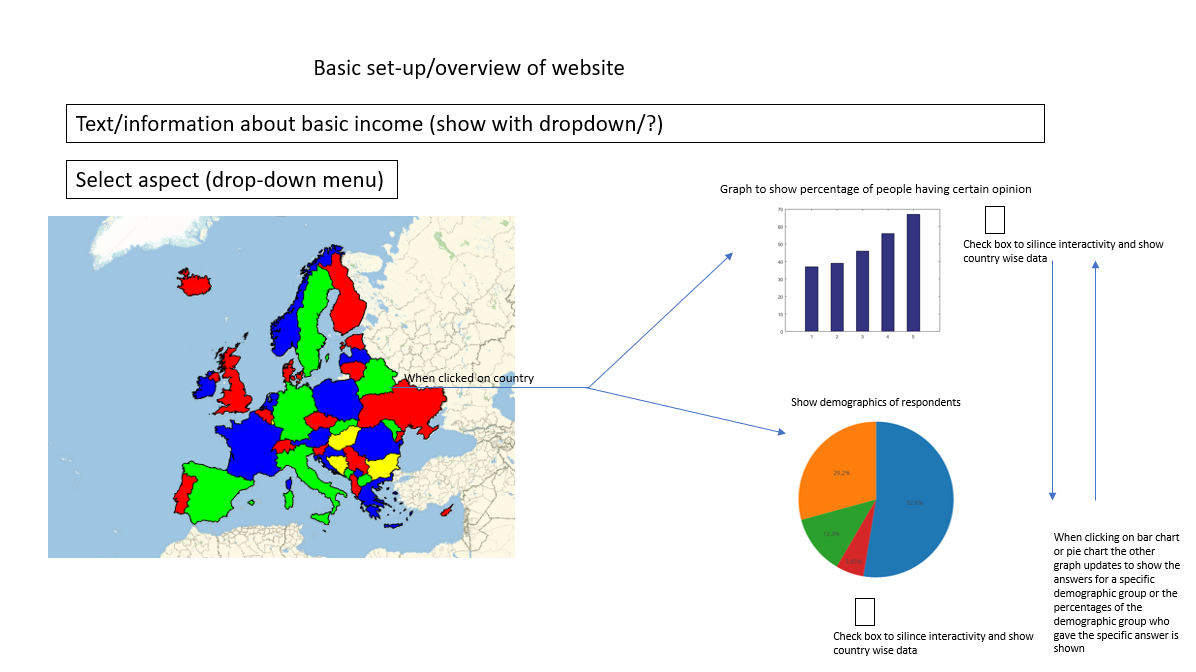 Basic set-up/overview of website
Text/information about basic income (show with dropdown/?)
Select aspect (drop-down menu)
Graph to show percentage of people having certain opinion
70
60
50
40
30
20
10
0
1 2 3 4 5
Check box to silince interactivity and show
country wise data
When clicked on country
Show demographics of respondents
29.2%
52.6%
12.3%
When clicking on bar chart
or pie chart the other
graph updates to show the
answers for a specific
demographic group or the
percentages of the
demographic group who
gave the specific answer is
shown
Check box to silince interactivity and show
country wise data